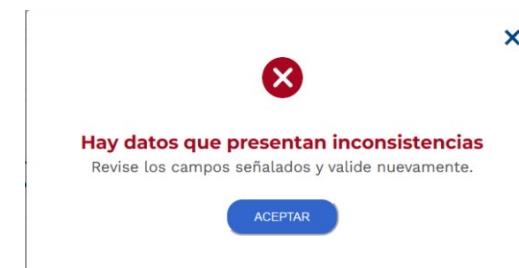 Hay datos que presentan inconsistencias
Revise los campos señalados y valide nuevamente.
ACEPTAR